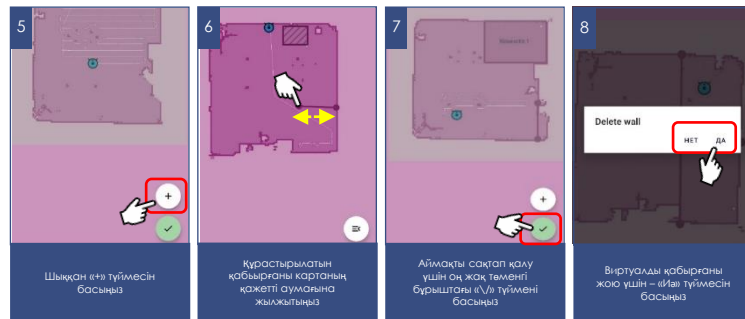 5
Шыққан «+» түймесін
басыңыз
6
Құрастырылатын
қабырғаны картаның
қажетті аумағына
жылжытыңыз
7
Аймақты сақтап қалу
үшін оң жақ төменгі
бұрыштағы «\/» түймені
басыңыз
8
Delete wall
НЕТ ДА
Виртуалды қабырғаны
жою үшін – «Иа» түймесін
басыңыз